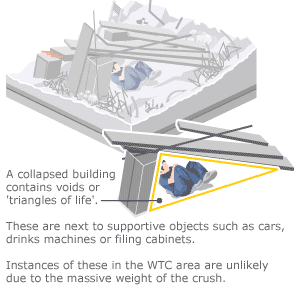 A collapsed building
contains voids or
'triangles of life'.
These are next to supportive objects such as cars,
drinks machines or filing cabinets.
Instances of these in the WTC area are unlikely
due to the massive weight of the crush.